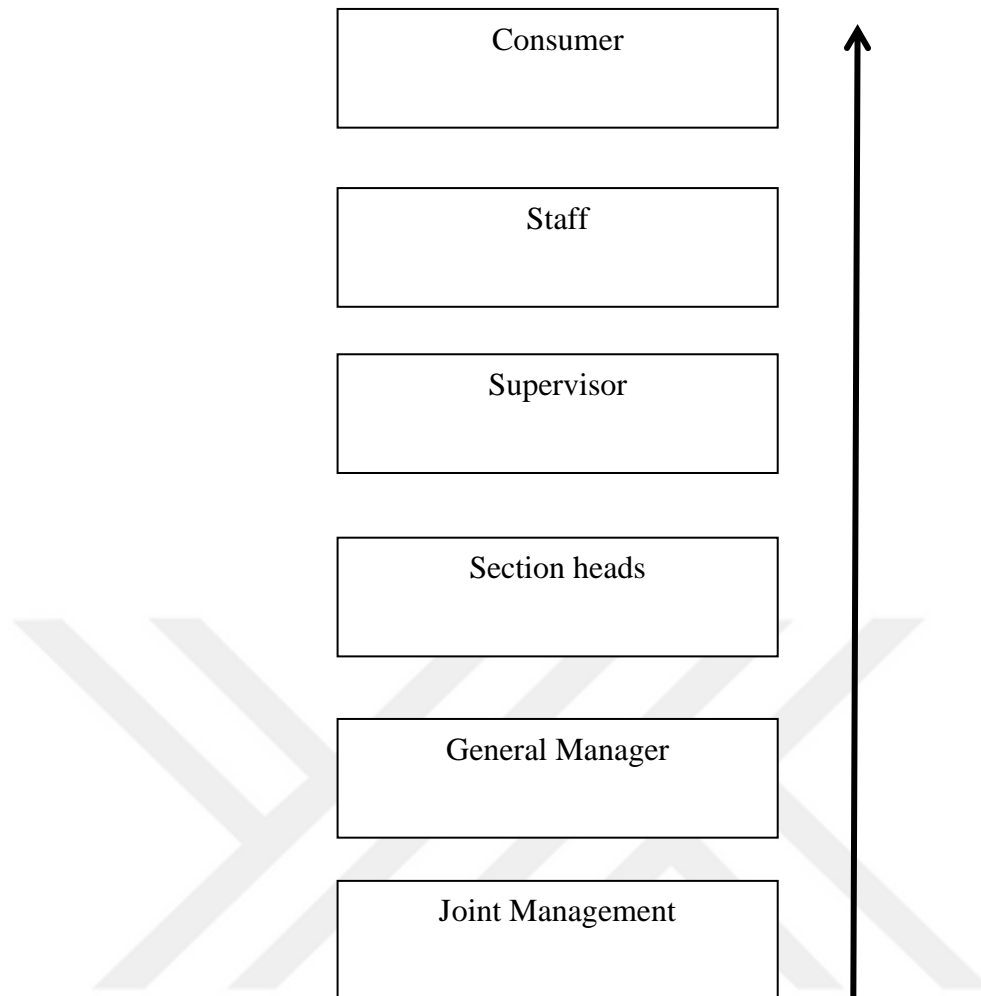 Consumer
Staff
Supervisor
Section heads
General Manager
Joint Management